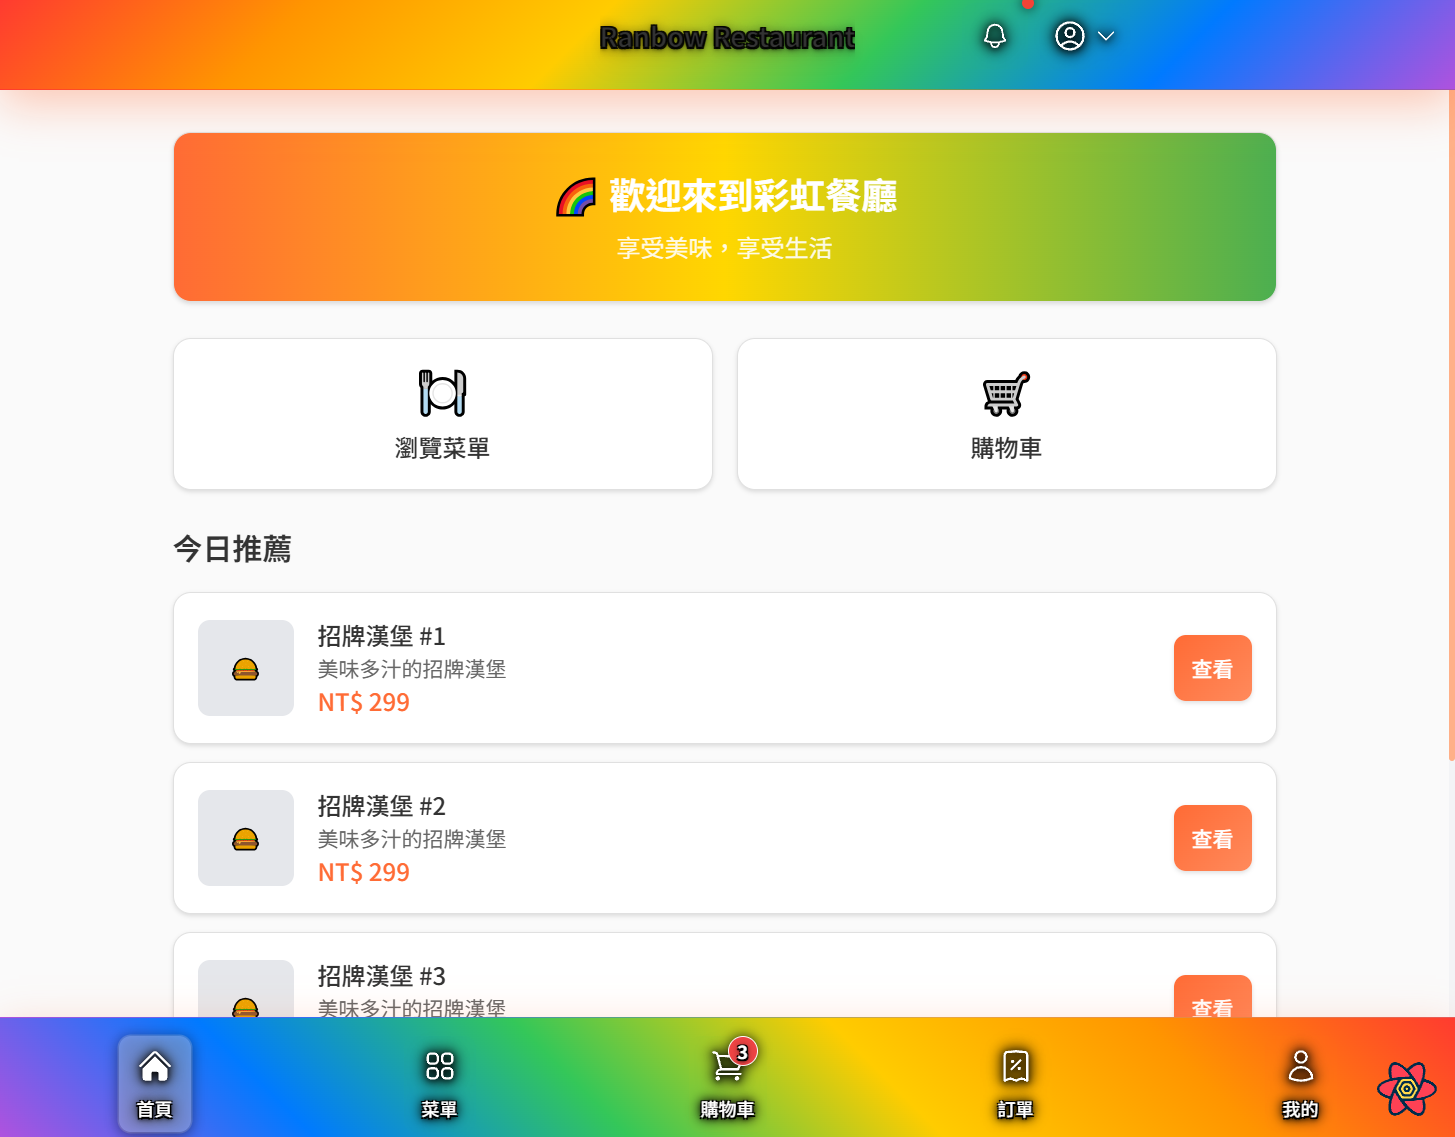 Ranbow Restaurant
歡迎來到彩虹餐廳
享受美味，享受生活
瀏覽菜單
購物車
今日推薦
招牌漢堡 #1
美味多汁的招牌漢堡
NT$ 299
查看
招牌漢堡 #2
美味多汁的招牌漢堡
NT$ 299
查看
招牌漢堡 #3
美味多汁的招牌漢堡
查看
首頁
菜單
3
購物車
訂單
我的